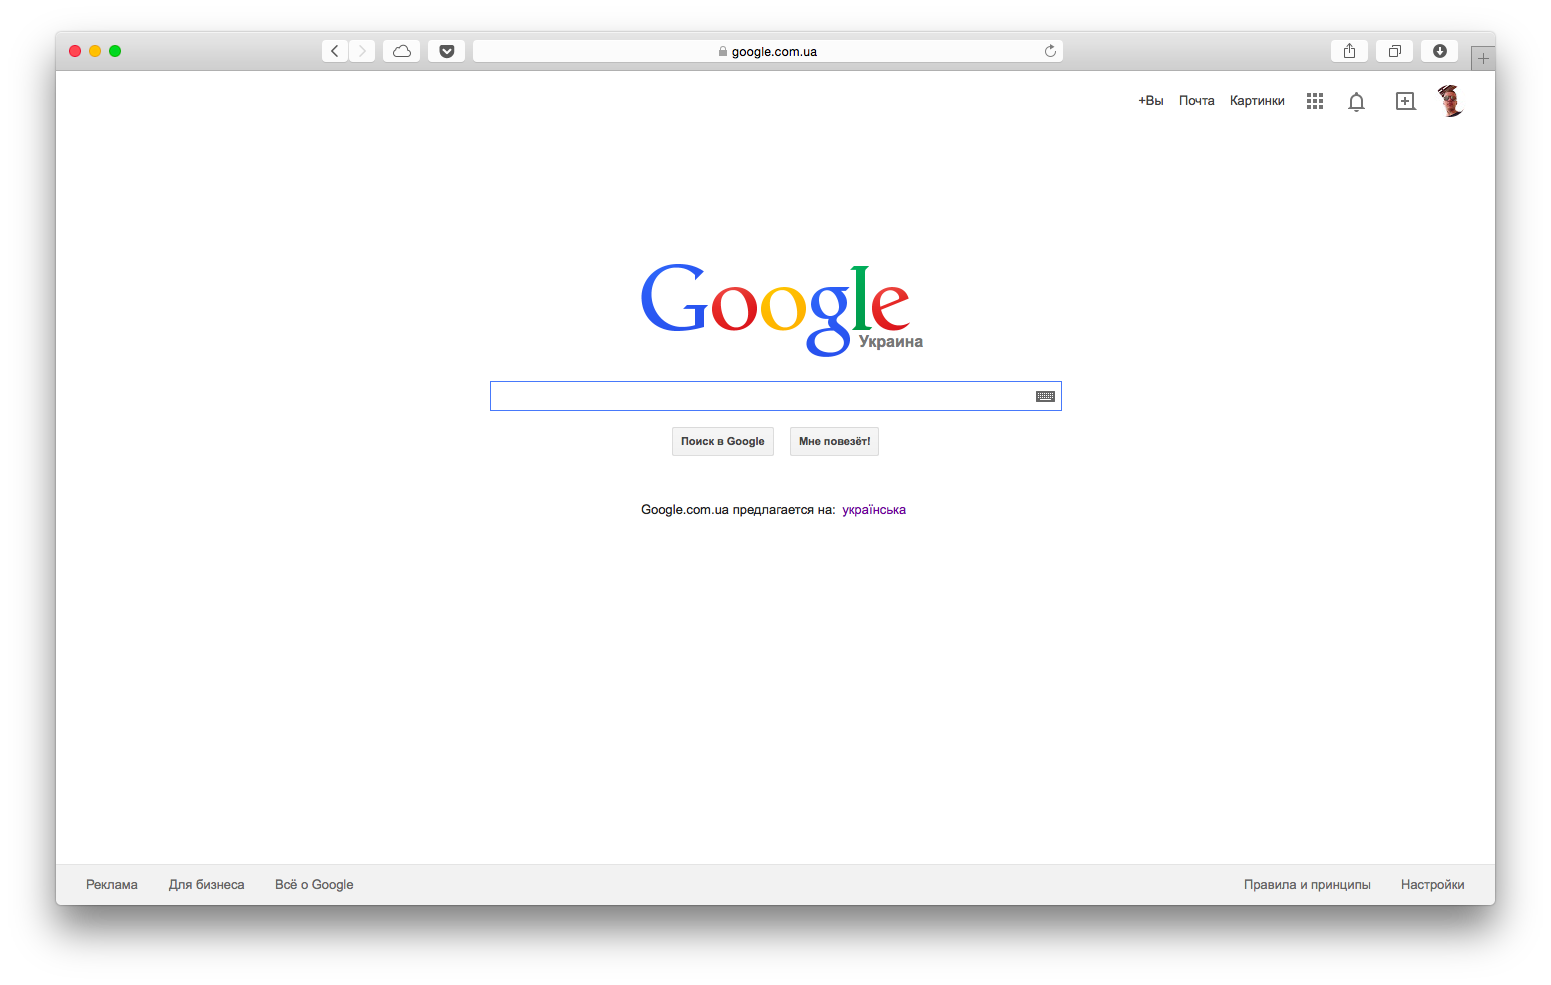 google.com.ua
+Вы Почта Картинки
Google
Украина
Поиск в Google Мне повезёт!
Google.com.ua предлагается на: українська
Реклама Для бизнеса Всё о Google Правила и принципы Настройки